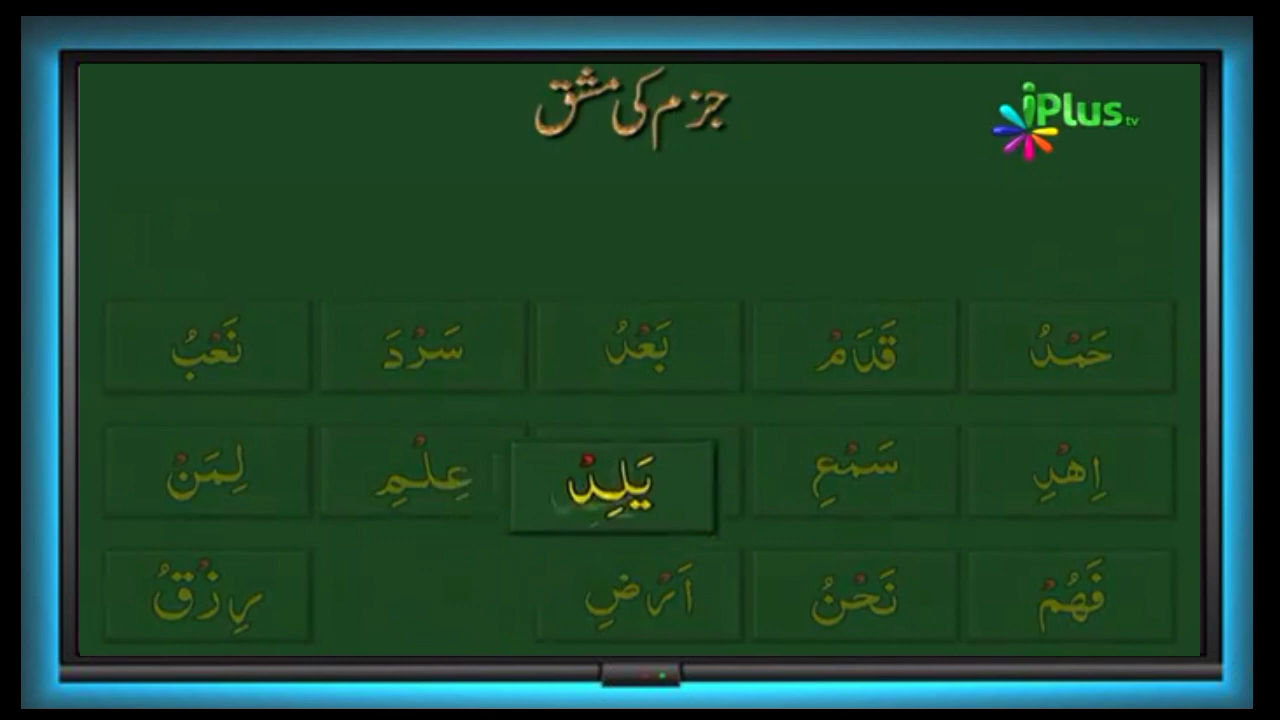 جزم کی مشق
iPlus tv
حَمْدُ قَدَمْ بَعْدُ سَرْدَ نَعْبُ
اِهْدِ سَمْعِ يَلِدْ عِلْمِ لِمَنْ
فَهُمْ نَحْنُ اَرْضِ رِزْقُ